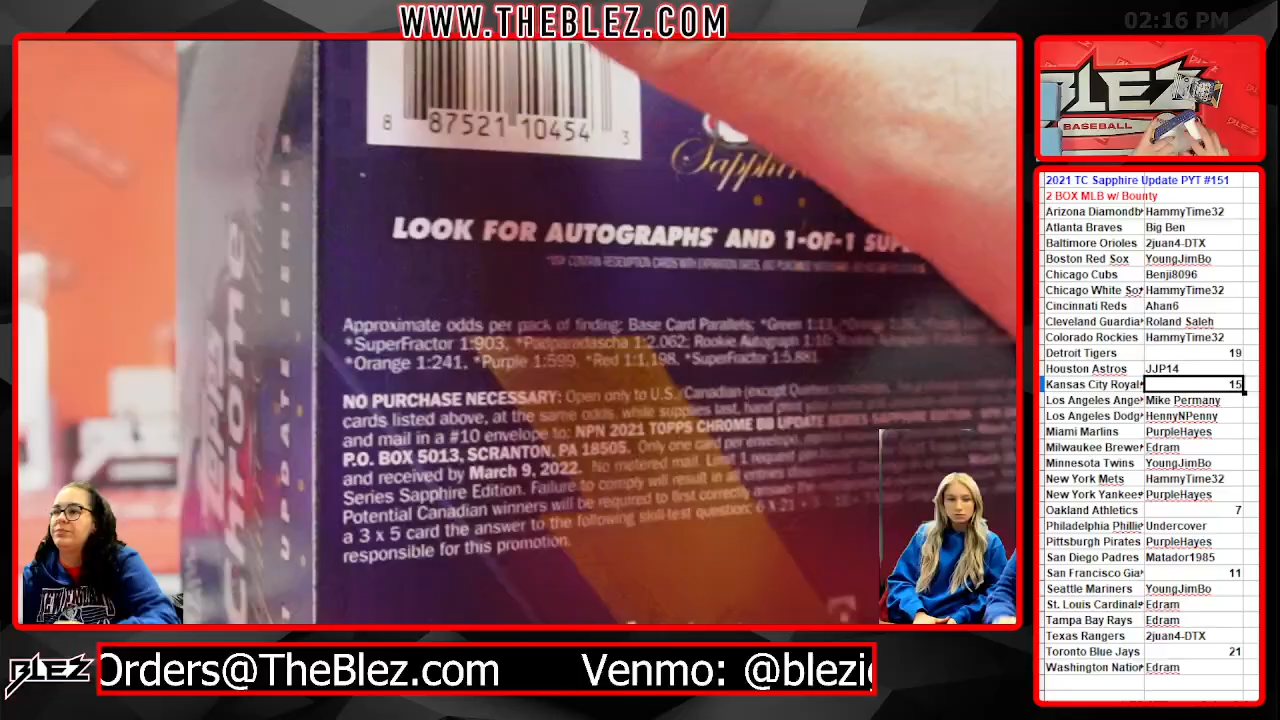 WWW.THEBLEZ.COM
02:16 PM
8 87521 10454 3
Sapphire
LOOK FOR AUTOGRAPHS AND 1-OF-1 SUP
Approximate odds per pack of finding: Base Card Parallels: *Green 1:13,
*SuperFractor 1:903, *Padparadascha 1:2,062; Rookie Autograph 1:10;
*Orange 1:241, *Purple 1:599, *Red 1:1,198, *SuperFractor 1:5,881
NO PURCHASE NECESSARY: Open only to U.S., Canadian (except Quebec)
cards listed above, at the same odds, while supplies last, hand print
and mail in a #10 envelope to: NPN 2021 TOPPS CHROME UPDATE SERIES SAPPHIRE EDITION
P.O. BOX 5013, SCRANTON, PA 18505. Only one card per envelope,
and received by March 9, 2022. No metered mail. Limit 1 request per
Series Sapphire Edition. Failure to comply will result in all entries
Potential Canadian winners will be required to first correctly
a 3 x 5 card the answer to the following skill-test question: 6 X 21 +
responsible for this promotion.
Chrome
UPDATE SERIES
BLEZ
BASEBALL
2021 TC Sapphire Update PYT #151
2 BOX MLB w/ Bounty
Arizona Diamondb HammyTime32
Atlanta Braves Big Ben
Baltimore Orioles 2juan4-DTX
Boston Red Sox YoungJimBo
Chicago Cubs Benji8096
Chicago White So HammyTime32
Cincinnati Reds Ahan6
Cleveland Guardia Roland Saleh
Colorado Rockies HammyTime32
Detroit Tigers 19
Houston Astros JJP14
Kansas City Royal 15
Los Angeles Ange Mike Permany
Los Angeles Dodg HennyNPenny
Miami Marlins PurpleHayes
Milwaukee Brewe Edram
Minnesota Twins YoungJimBo
New York Mets HammyTime32
New York Yankee PurpleHayes
Oakland Athletics 7
Philadelphia Phillie Undercover
Pittsburgh Pirates PurpleHayes
San Diego Padres Matador1985
San Francisco Gia 11
Seattle Mariners YoungJimBo
St. Louis Cardinal Edram
Tampa Bay Rays Edram
Texas Rangers 2juan4-DTX
Toronto Blue Jays 21
Washington Natio Edram
BLEZ
Orders@TheBlez.com Venmo: @blezi